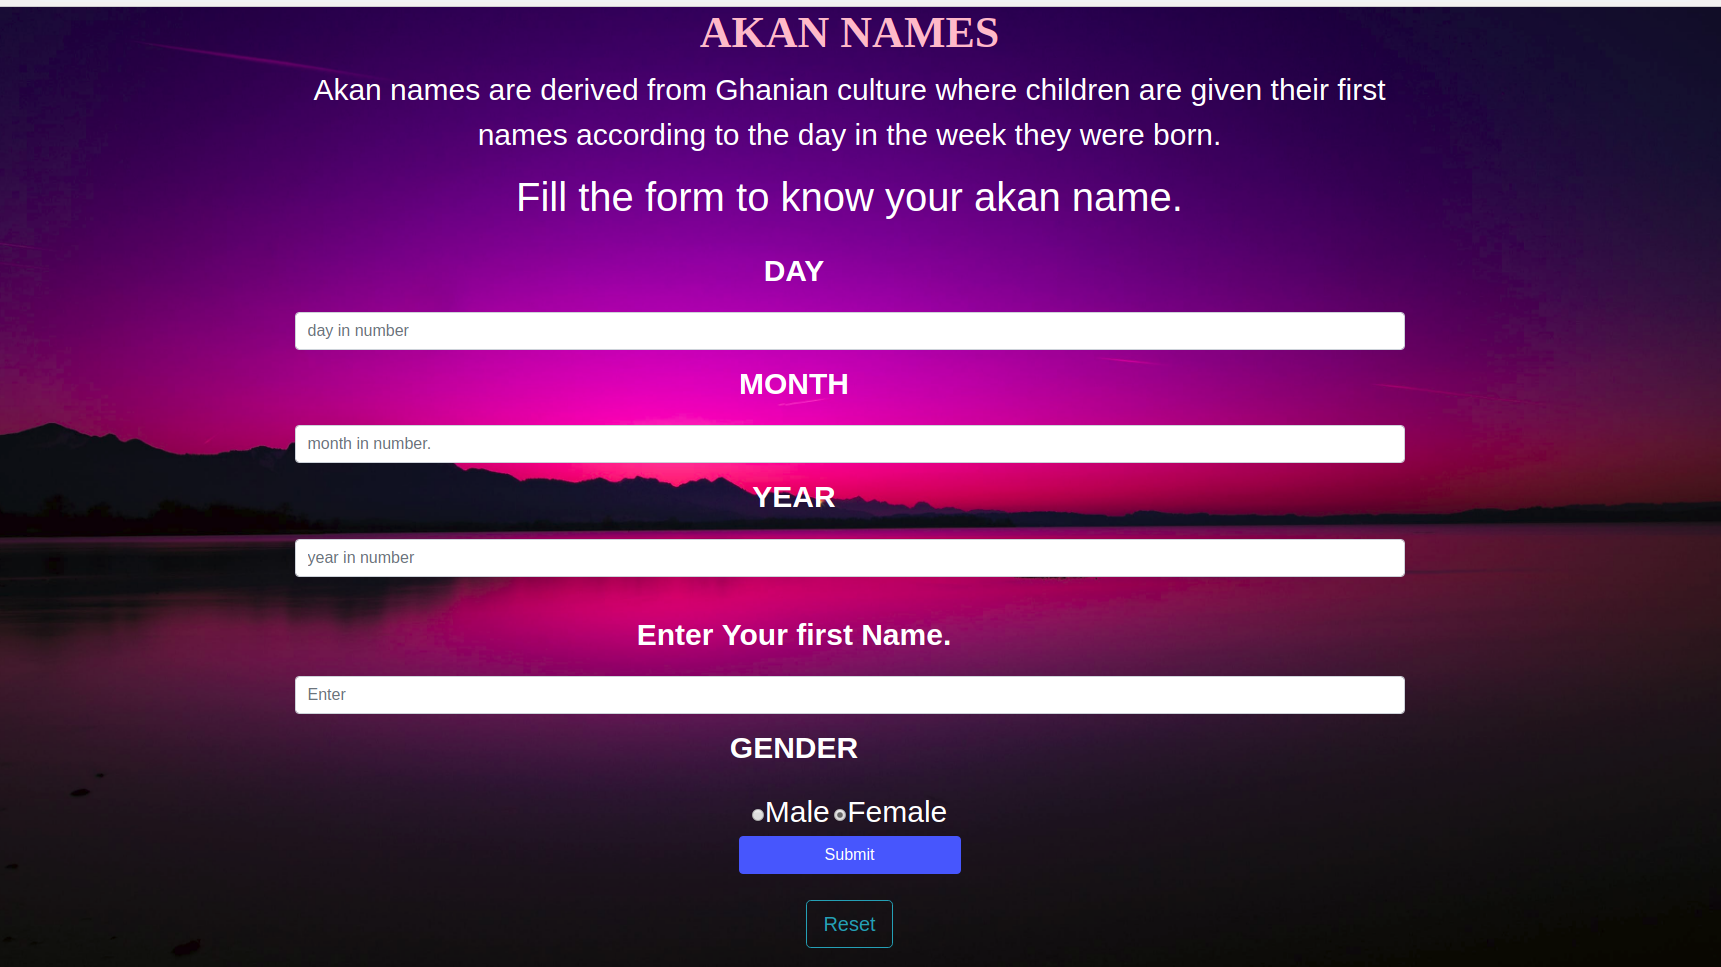 AKAN NAMES
Akan names are derived from Ghanian culture where children are given their first
names according to the day in the week they were born.
Fill the form to know your akan name.
DAY
day in number
MONTH
month in number.
YEAR
year in number
Enter Your first Name.
Enter
GENDER
Male Female
Submit
Reset